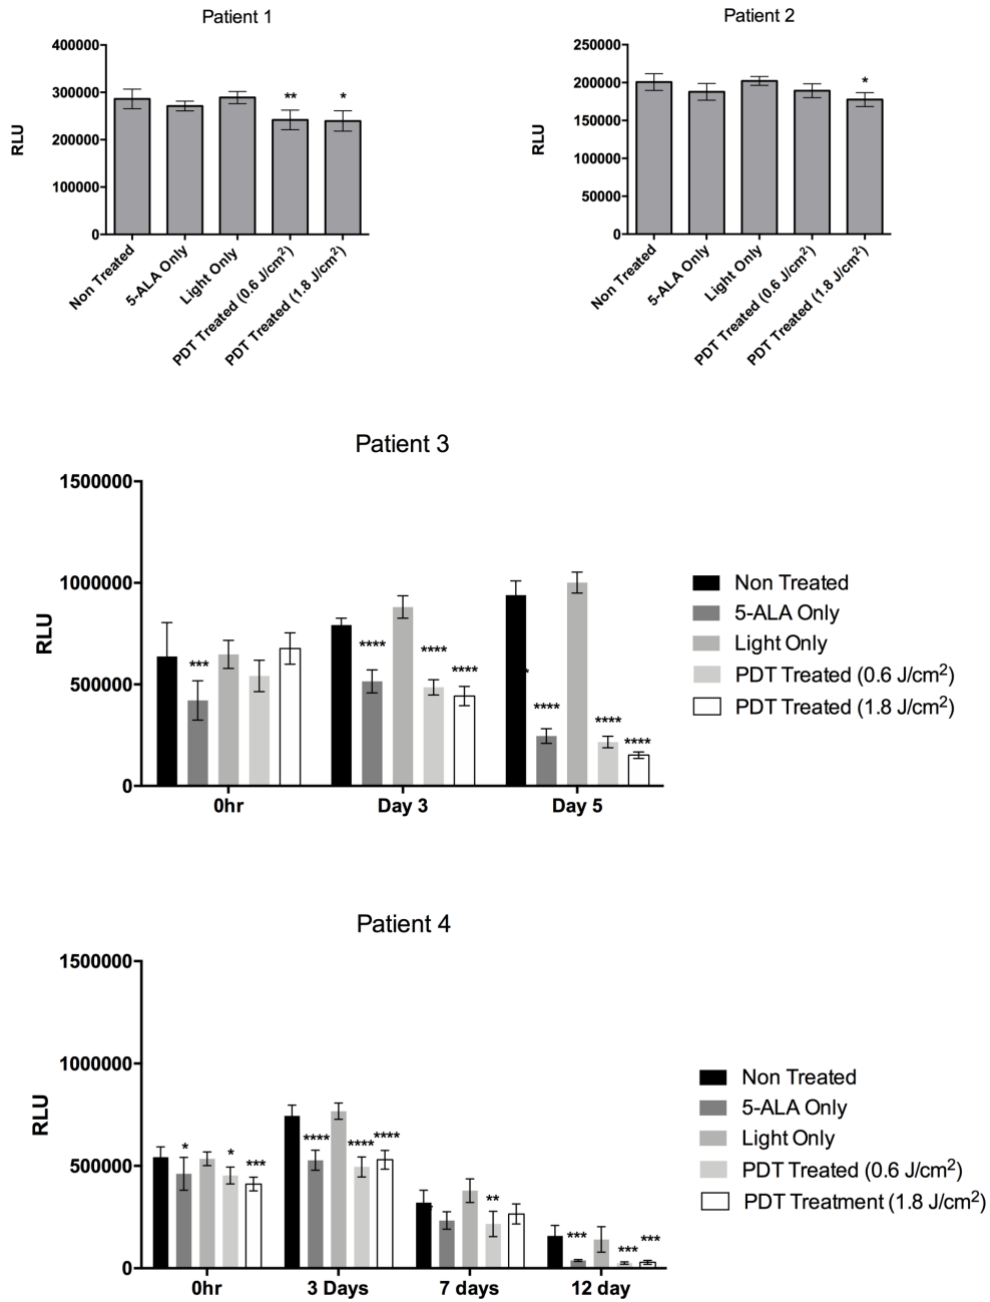 Patient 1
400000
300000
200000
100000
0
RLU
** *
Non Treated
5-ALA Only
Light Only
PDT Treated (0.6 J/cm²)
PDT Treated (1.8 J/cm²)
Patient 2
250000
200000
150000
100000
50000
0
RLU
*
Non Treated
5-ALA Only
Light Only
PDT Treated (0.6 J/cm²)
PDT Treated (1.8 J/cm²)
Patient 3
1500000
1000000
500000
0
RLU
***
**** **** ****
**** **** ****
0hr Day 3 Day 5
Non Treated
5-ALA Only
Light Only
PDT Treated (0.6 J/cm²)
PDT Treated (1.8 J/cm²)
Patient 4
1500000
1000000
500000
0
RLU
* * ***
**** **** ****
**
*** *** ***
0hr 3 Days 7 days 12 day
Non Treated
5-ALA Only
Light Only
PDT Treated (0.6 J/cm²)
PDT Treatment (1.8 J/cm²)